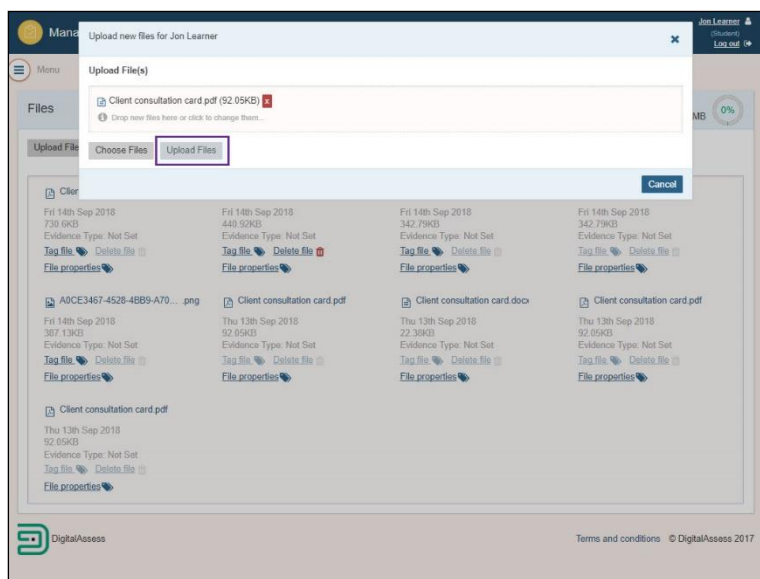 Mana
Upload new files for Jon Learner
x
Jon Learner
(Student)
Log out
Menu
Upload File(s)
Client consultation card.pdf (92.05KB) x
Drop new files here or click to change them...
Files
MB
0%
Upload File
Choose Files
Upload Files
Cancel
Clier
Fri 14th Sep 2018
730.6KB
Evidence Type: Not Set
Tag file Delete file
File properties
Fri 14th Sep 2018
440.92KB
Evidence Type: Not Set
Tag file Delete file
File properties
Fri 14th Sep 2018
342.79KB
Evidence Type: Not Set
Tag file Delete file
File properties
Fri 14th Sep 2018
342.79KB
Evidence Type: Not Set
Tag file Delete file
File properties
A0CE3467-4528-4BB9-A70... .png
Fri 14th Sep 2018
387.13KB
Evidence Type: Not Set
Tag file Delete file
File properties
Client consultation card.pdf
Thu 13th Sep 2018
92.05KB
Evidence Type: Not Set
Tag file Delete file
File properties
Client consultation card.docx
Thu 13th Sep 2018
22.38KB
Evidence Type: Not Set
Tag file Delete file
File properties
Client consultation card.pdf
Thu 13th Sep 2018
92.05KB
Evidence Type: Not Set
Tag file Delete file
File properties
Client consultation card.pdf
Thu 13th Sep 2018
92.05KB
Evidence Type: Not Set
Tag file Delete file
File properties
DigitalAssess
Terms and conditions © DigitalAssess 2017